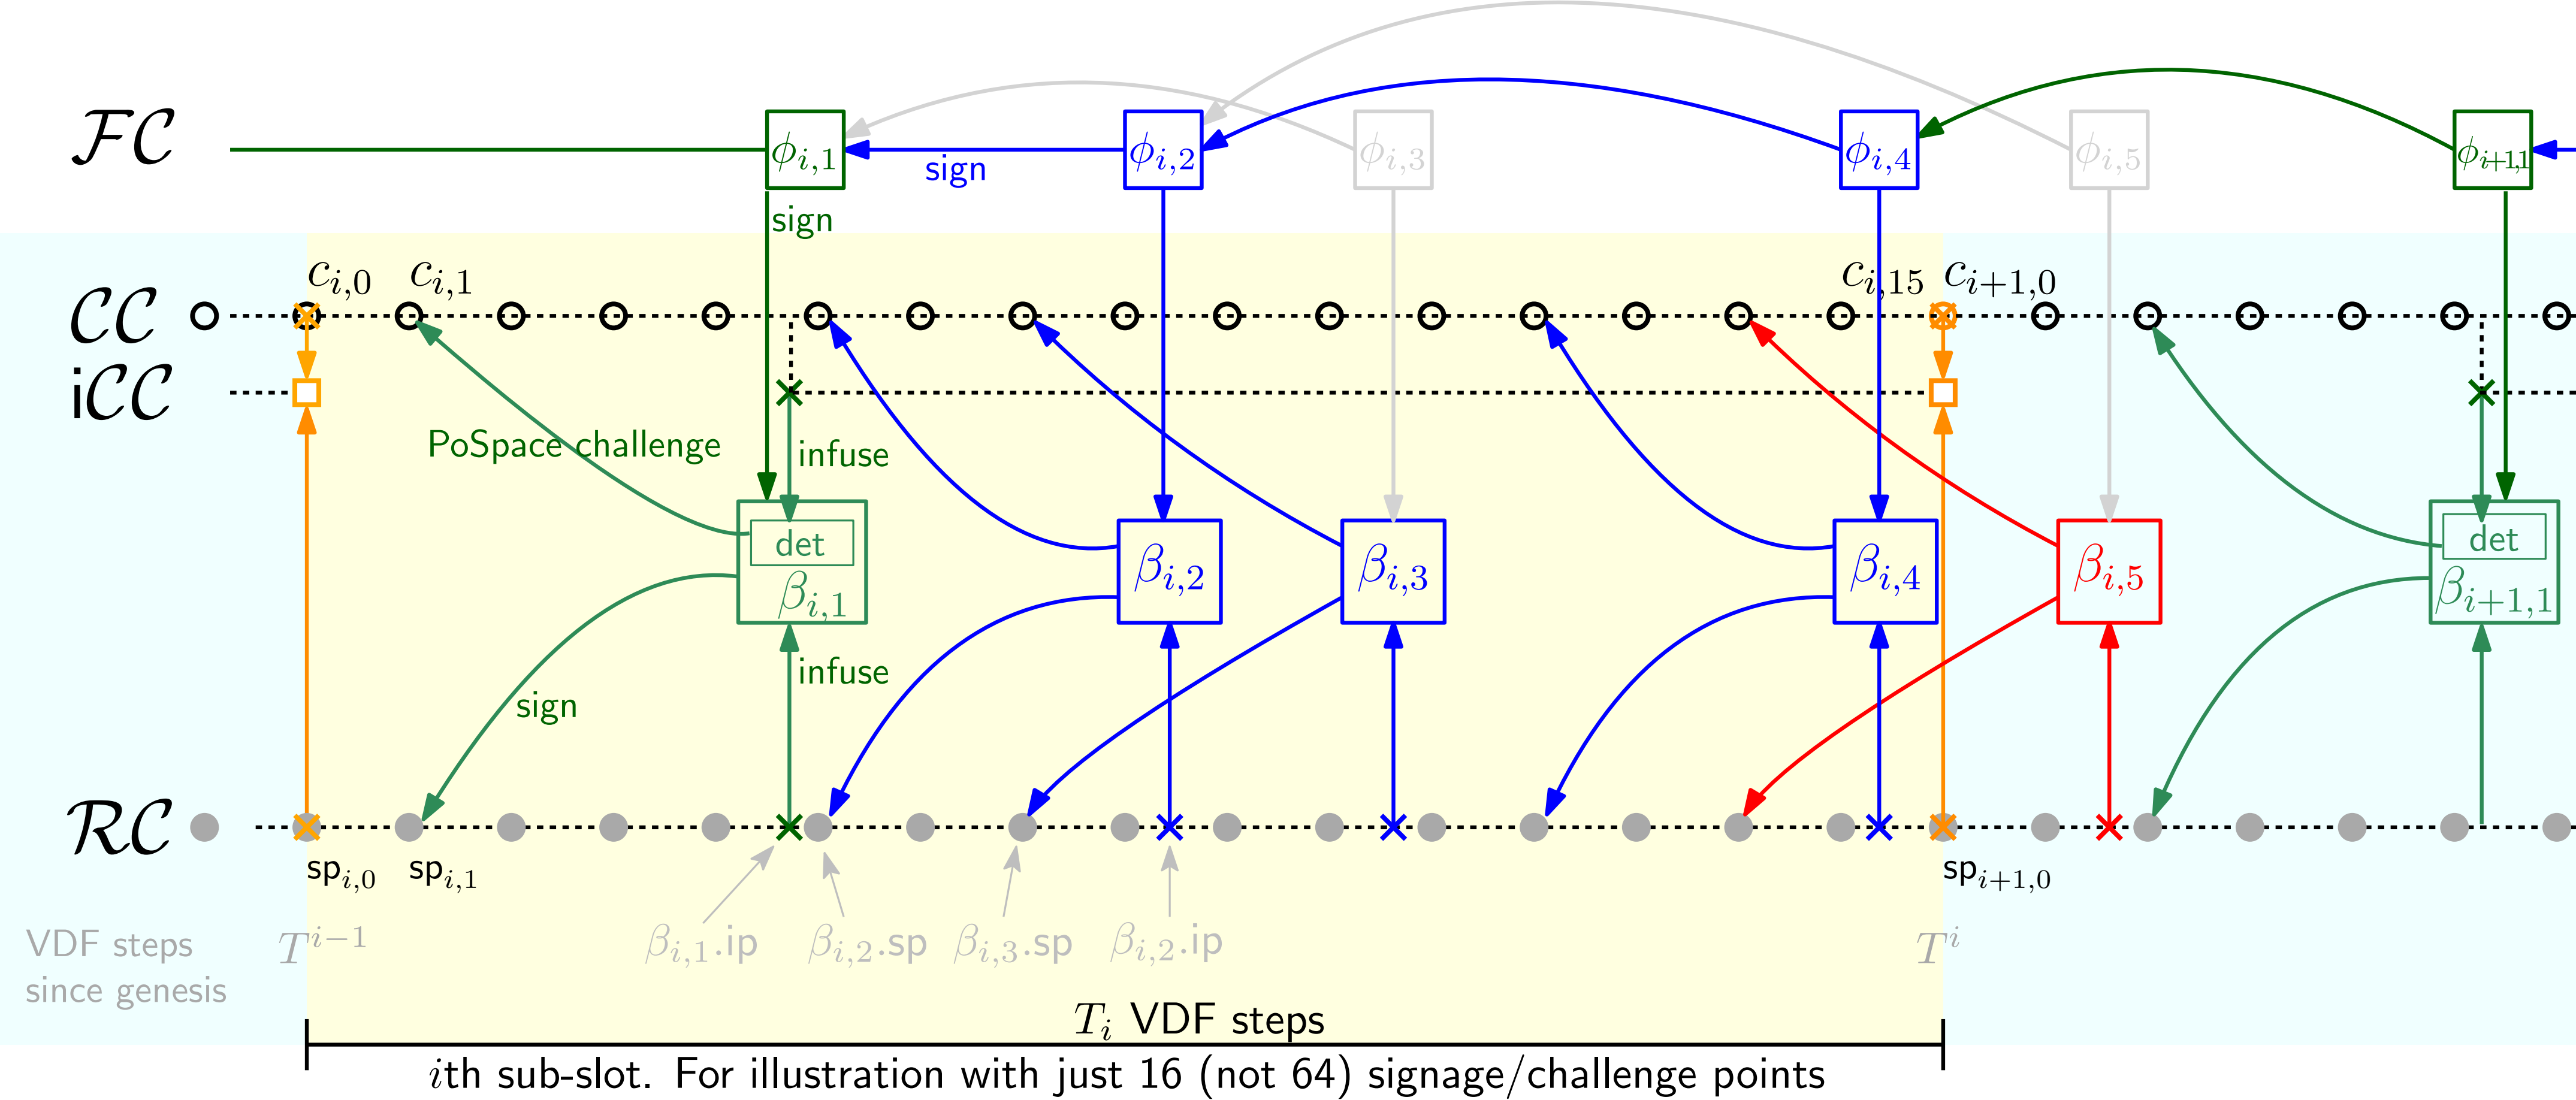 ℱ𝒞
ϕ_{i,1}
ϕ_{i,2}
ϕ_{i,3}
ϕ_{i,4}
ϕ_{i,5}
ϕ_{i+1,1}
sign
sign
c_{i,0}
c_{i,1}
c_{i,15}
c_{i+1,0}
𝒞𝒞
i𝒞𝒞
PoSpace challenge
infuse
det
β_{i,1}
β_{i,2}
β_{i,3}
β_{i,4}
β_{i,5}
det
β_{i+1,1}
infuse
sign
ℛ𝒞
sp_{i,0}
sp_{i,1}
sp_{i+1,0}
VDF steps
since genesis
T^{i−1}
β_{i,1}.ip
β_{i,2}.sp
β_{i,3}.sp
β_{i,2}.ip
T^i
T_i VDF steps
ith sub-slot. For illustration with just 16 (not 64) signage/challenge points